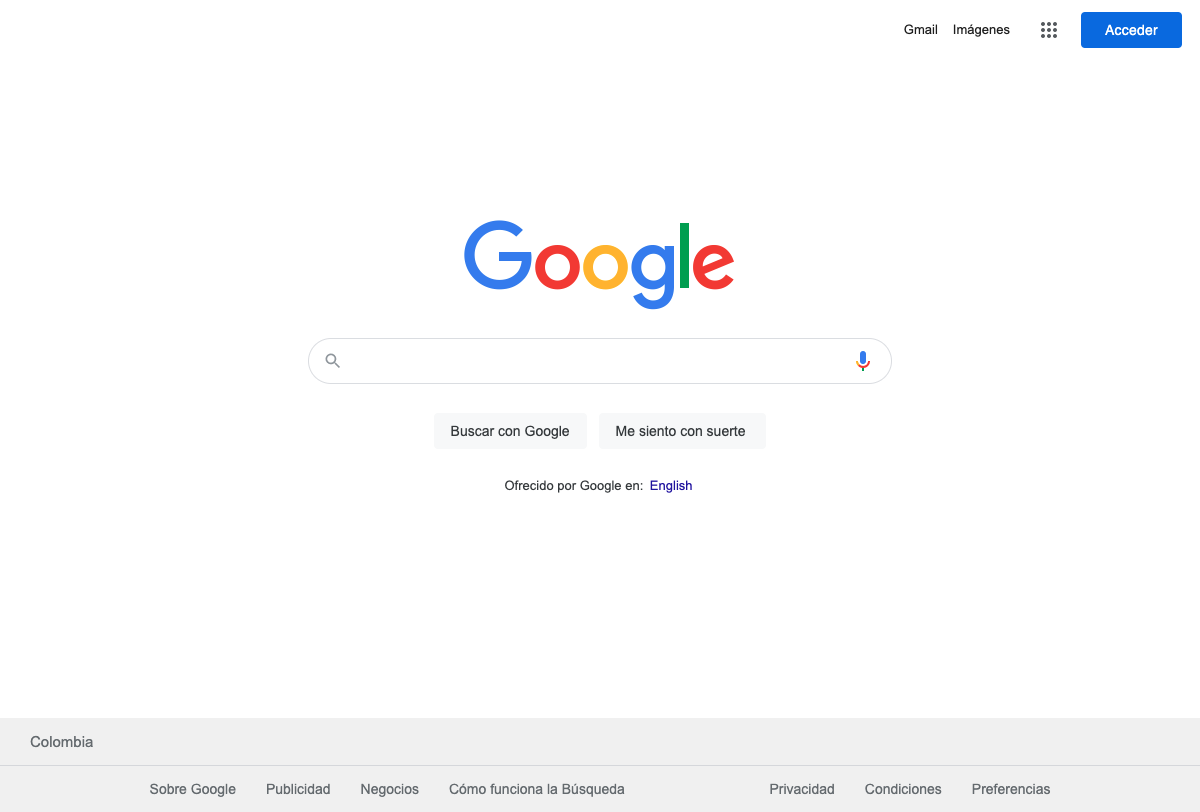 Gmail Imágenes Acceder
Google
Buscar con Google Me siento con suerte
Ofrecido por Google en: English
Colombia
Sobre Google Publicidad Negocios Cómo funciona la Búsqueda Privacidad Condiciones Preferencias